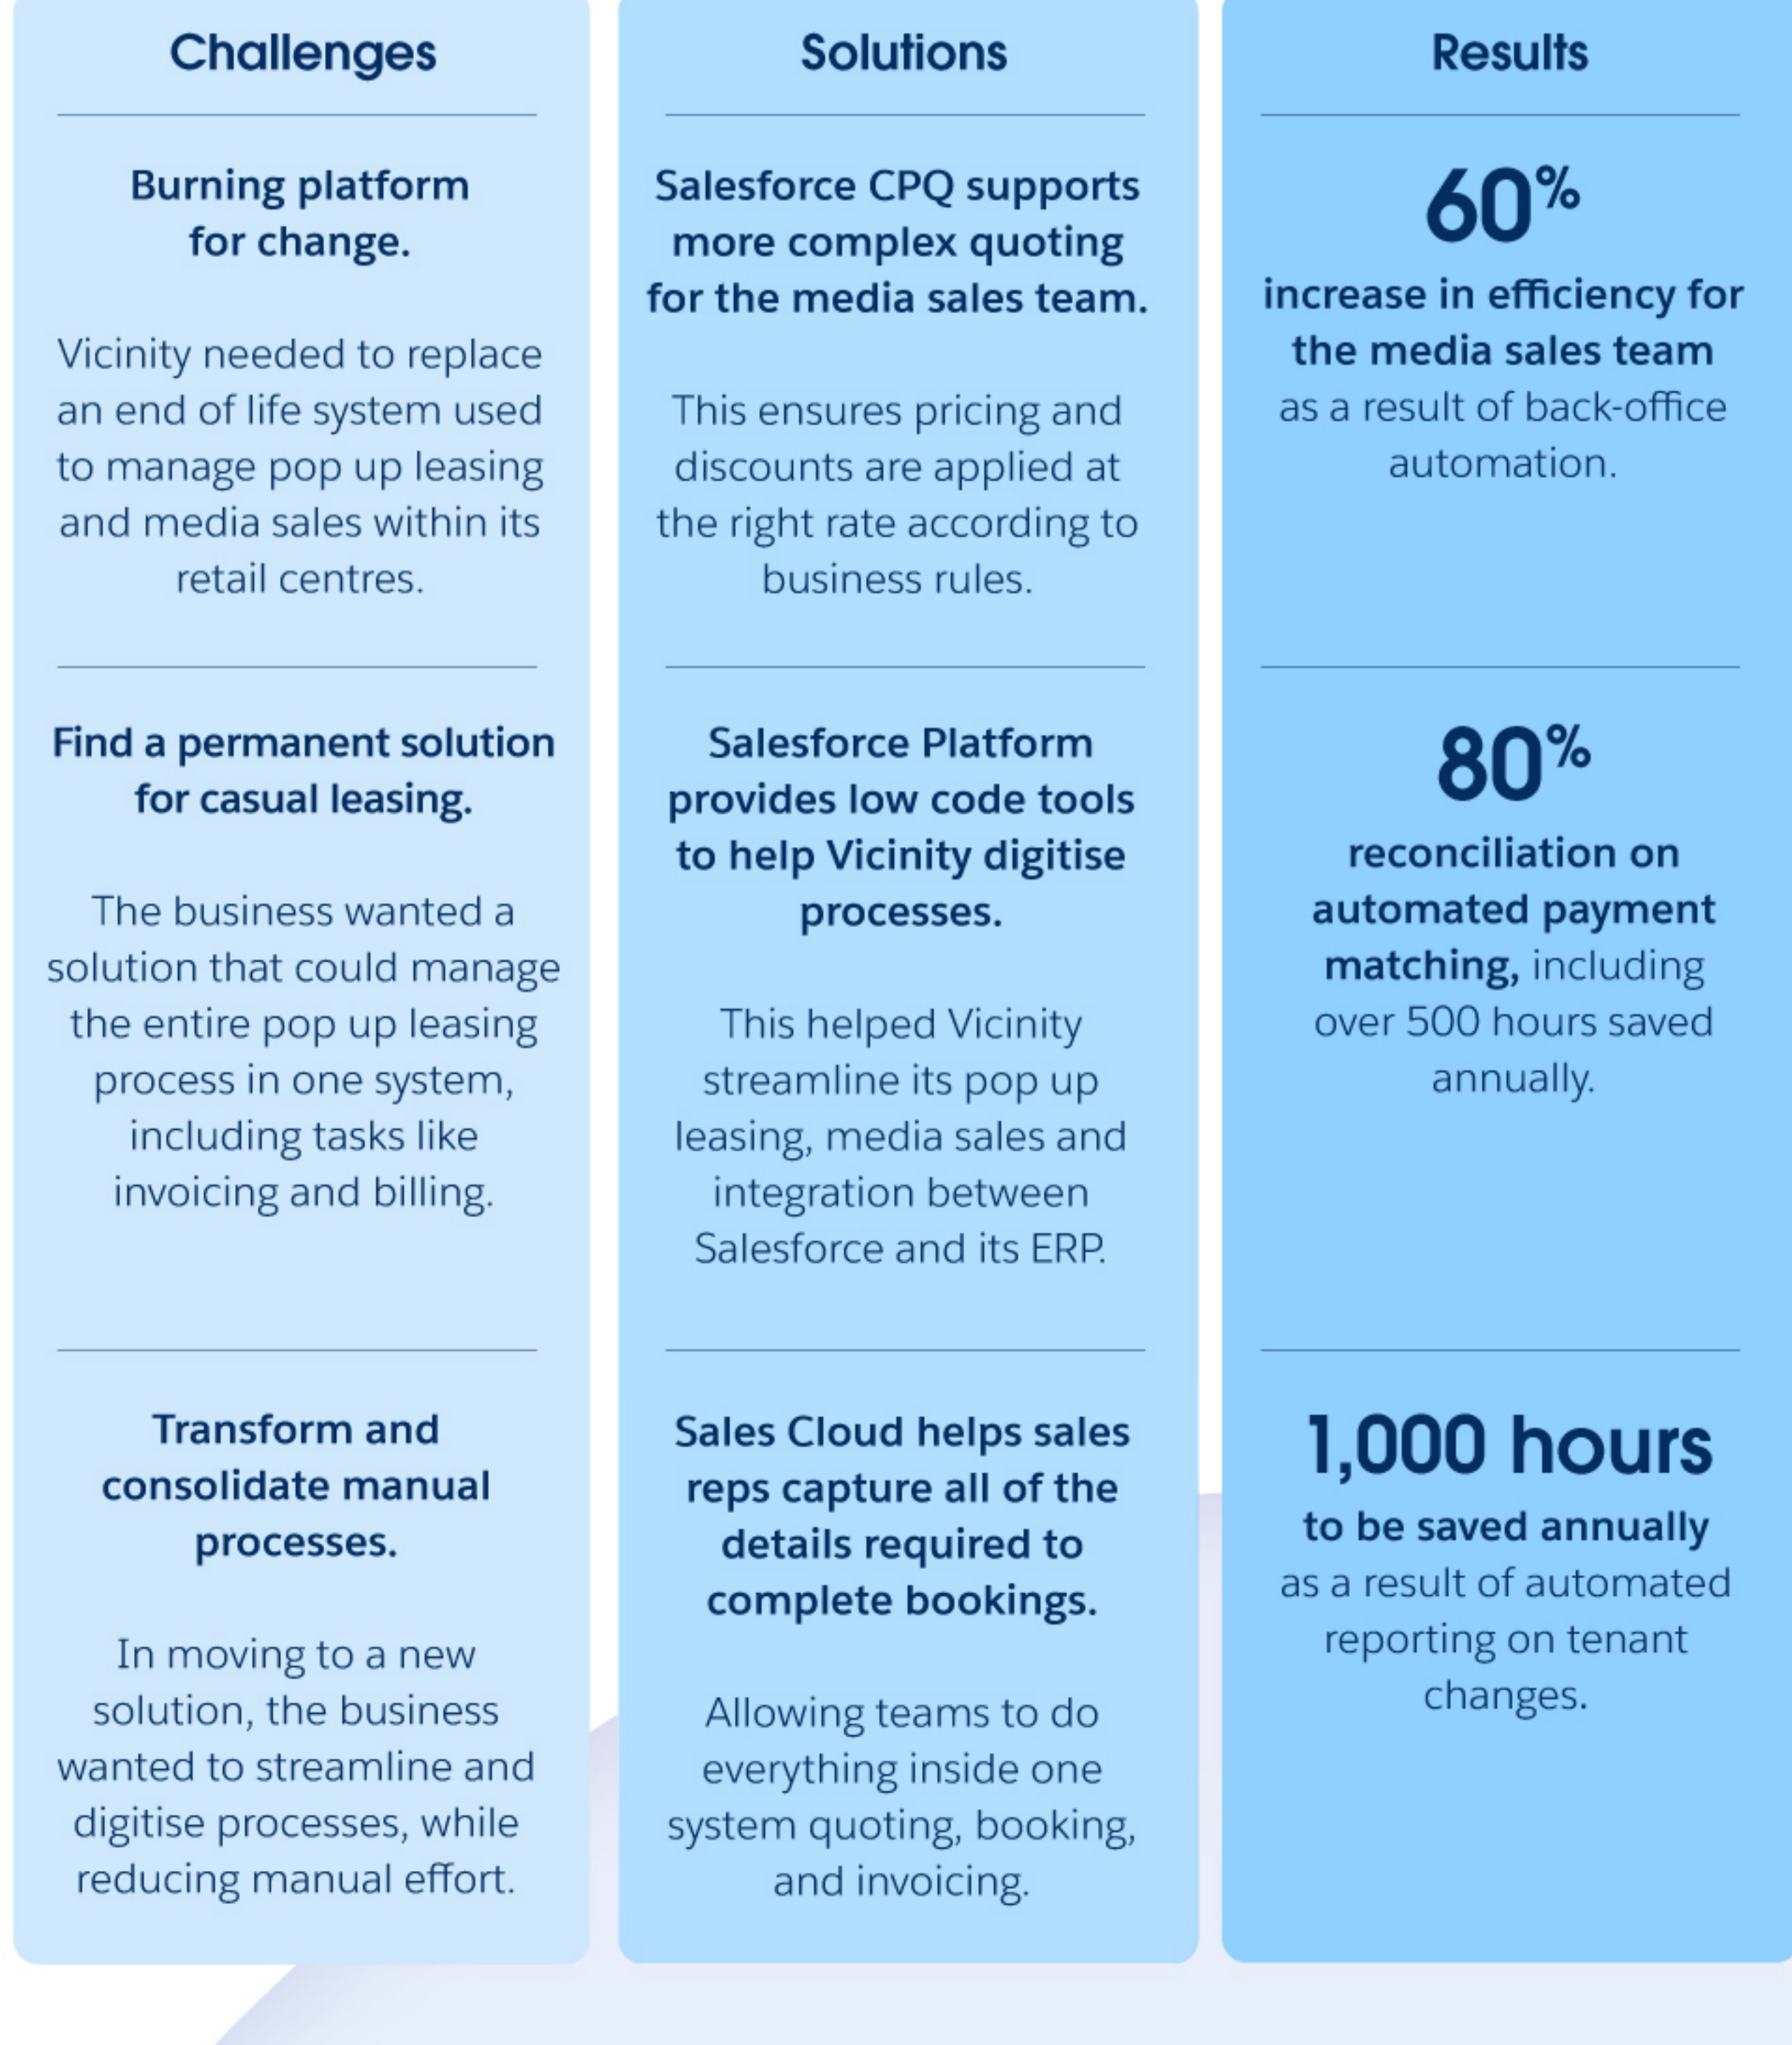 Challenges
Burning platform
for change.
Vicinity needed to replace
an end of life system used
to manage pop up leasing
and media sales within its
retail centres.
Find a permanent solution
for casual leasing.
The business wanted a
solution that could manage
the entire pop up leasing
process in one system,
including tasks like
invoicing and billing.
Transform and
consolidate manual
processes.
In moving to a new
solution, the business
wanted to streamline and
digitise processes, while
reducing manual effort.
Solutions
Salesforce CPQ supports
more complex quoting
for the media sales team.
This ensures pricing and
discounts are applied at
the right rate according to
business rules.
Salesforce Platform
provides low code tools
to help Vicinity digitise
processes.
This helped Vicinity
streamline its pop up
leasing, media sales and
integration between
Salesforce and its ERP.
Sales Cloud helps sales
reps capture all of the
details required to
complete bookings.
Allowing teams to do
everything inside one
system quoting, booking,
and invoicing.
Results
60%
increase in efficiency for
the media sales team
as a result of back-office
automation.
80%
reconciliation on
automated payment
matching, including
over 500 hours saved
annually.
1,000 hours
to be saved annually
as a result of automated
reporting on tenant
changes.